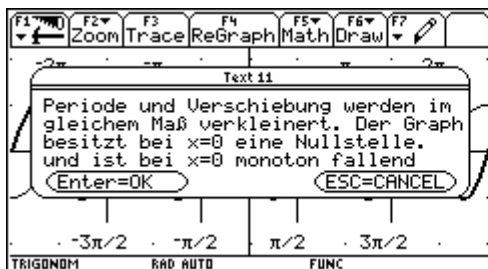 F1 F2 F3 F4 F5 F6 F7
Zoom Trace ReGraph Math Draw
-2π -π π 2π
Text 11
Periode und Verschiebung werden im
gleichem Maß verkleinert. Der Graph
besitzt bei x=0 eine Nullstelle.
und ist bei x=0 monoton fallend
Enter=OK ESC=CANCEL
-3π/2 -π/2 π/2 3π/2
TRIGONOM RAD AUTO FUNC